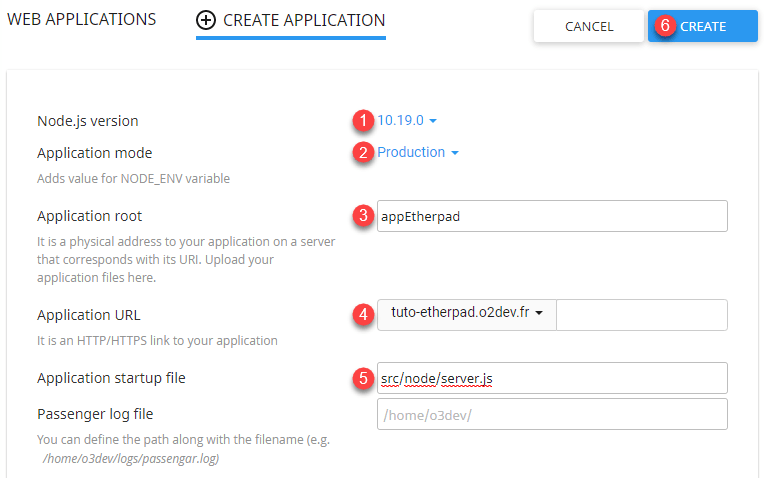 WEB APPLICATIONS
CREATE APPLICATION
CANCEL
6 CREATE
Node.js version
1 10.19.0
Application mode
2 Production
Adds value for NODE_ENV variable
Application root
3 appEtherpad
It is a physical address to your application on a server
that corresponds with its URI. Upload your
application files here.
Application URL
4 tuto-etherpad.o2dev.fr
It is an HTTP/HTTPS link to your application
Application startup file
5 src/node/server.js
Passenger log file
/home/o3dev/
You can define the path along with the filename (e.g.
/home/o3dev/logs/passengar.log)